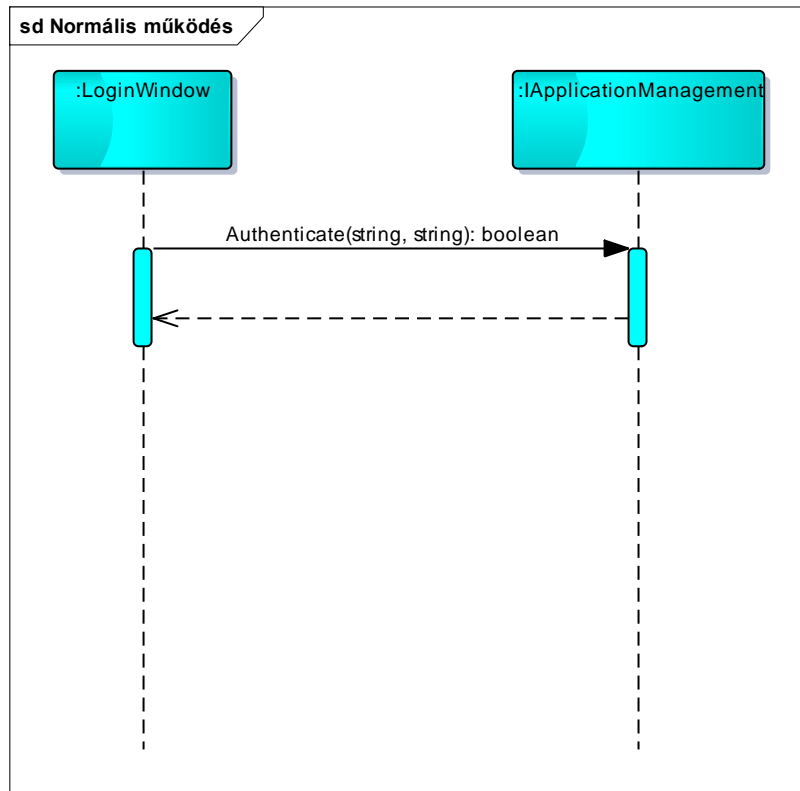 sd Normális működés
:LoginWindow
:IApplicationManagement
Authenticate(string, string): boolean